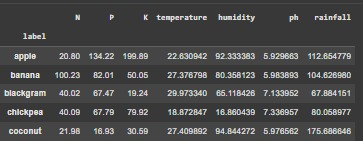 N P K temperature humidity ph rainfall
label
apple 20.80 134.22 199.89 22.630942 92.333383 5.929663 112.654779
banana 100.23 82.01 50.05 27.376798 80.358123 5.983893 104.626980
blackgram 40.02 67.47 19.24 29.973340 65.118426 7.133952 67.884151
chickpea 40.09 67.79 79.92 18.872847 16.860439 7.336957 80.058977
coconut 21.98 16.93 30.59 27.409892 94.844272 5.976562 175.686646